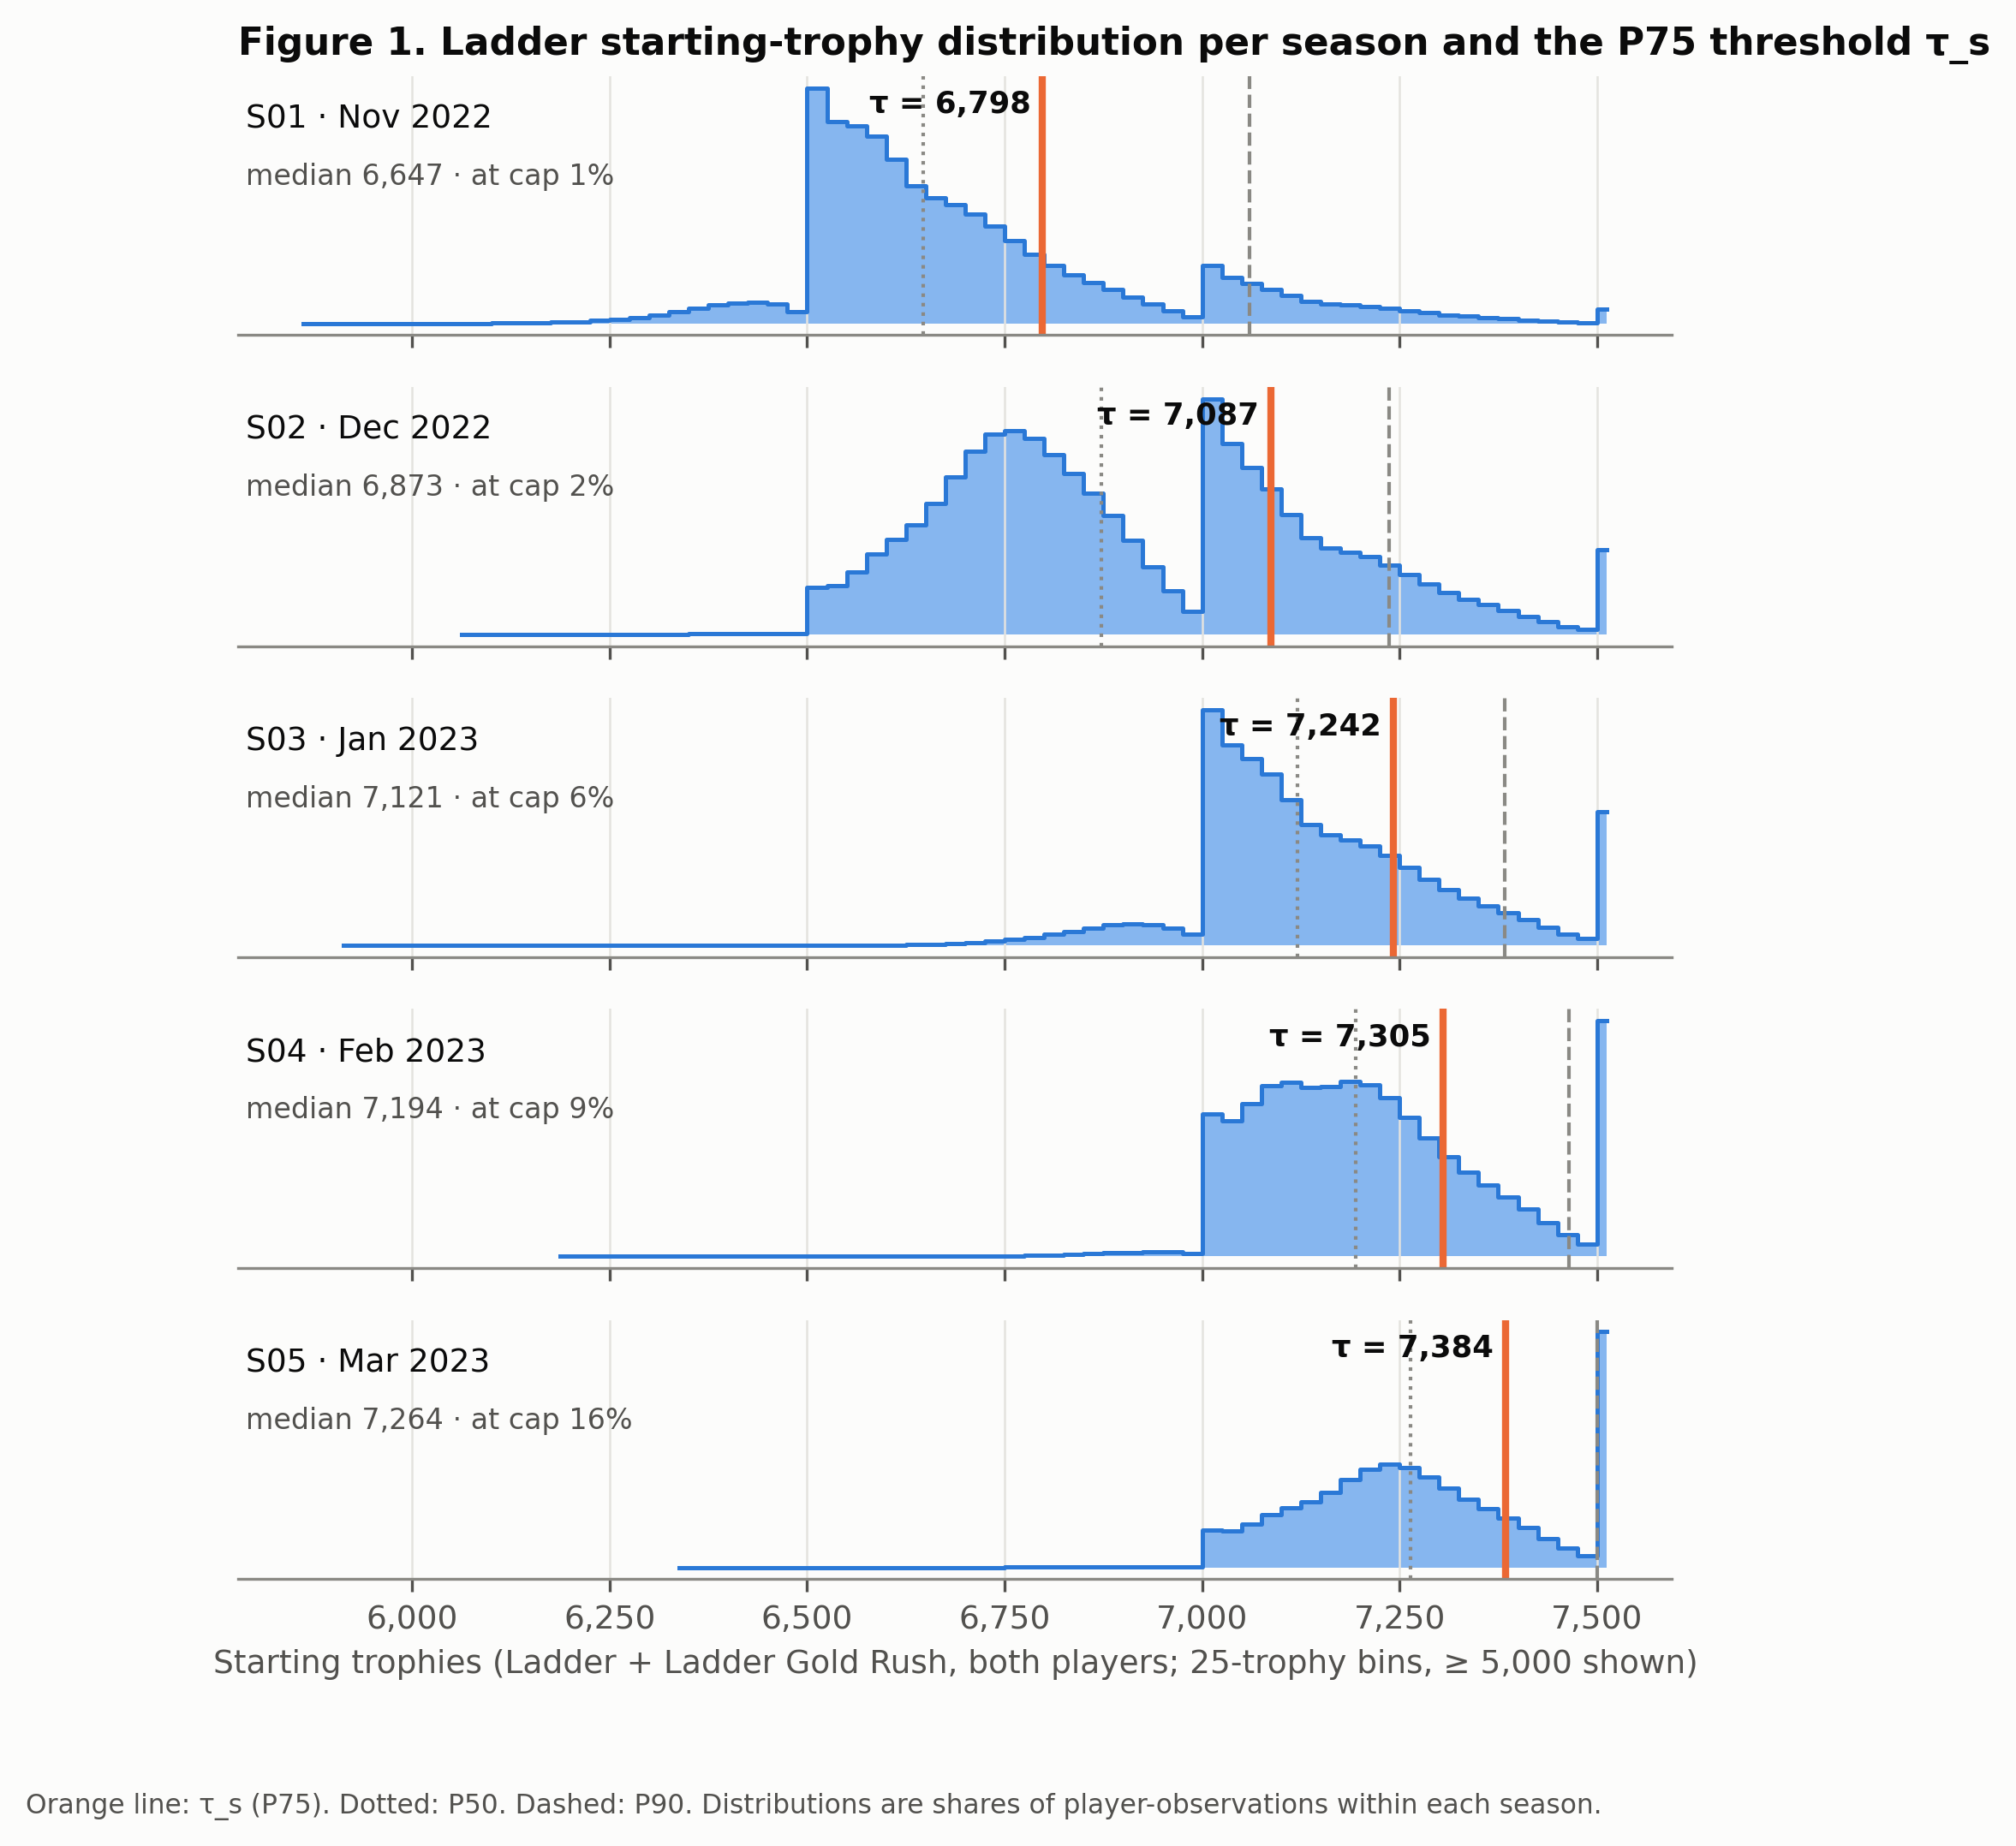 Figure 1. Ladder starting-trophy distribution per season and the P75 threshold τ_s
τ = 6,798
S01 · Nov 2022
median 6,647 · at cap 1%
τ = 7,087
S02 · Dec 2022
median 6,873 · at cap 2%
τ = 7,242
S03 · Jan 2023
median 7,121 · at cap 6%
τ = 7,305
S04 · Feb 2023
median 7,194 · at cap 9%
τ = 7,384
S05 · Mar 2023
median 7,264 · at cap 16%
6,000 6,250 6,500 6,750 7,000 7,250 7,500
Starting trophies (Ladder + Ladder Gold Rush, both players; 25-trophy bins, ≥ 5,000 shown)
Orange line: τ_s (P75). Dotted: P50. Dashed: P90. Distributions are shares of player-observations within each season.